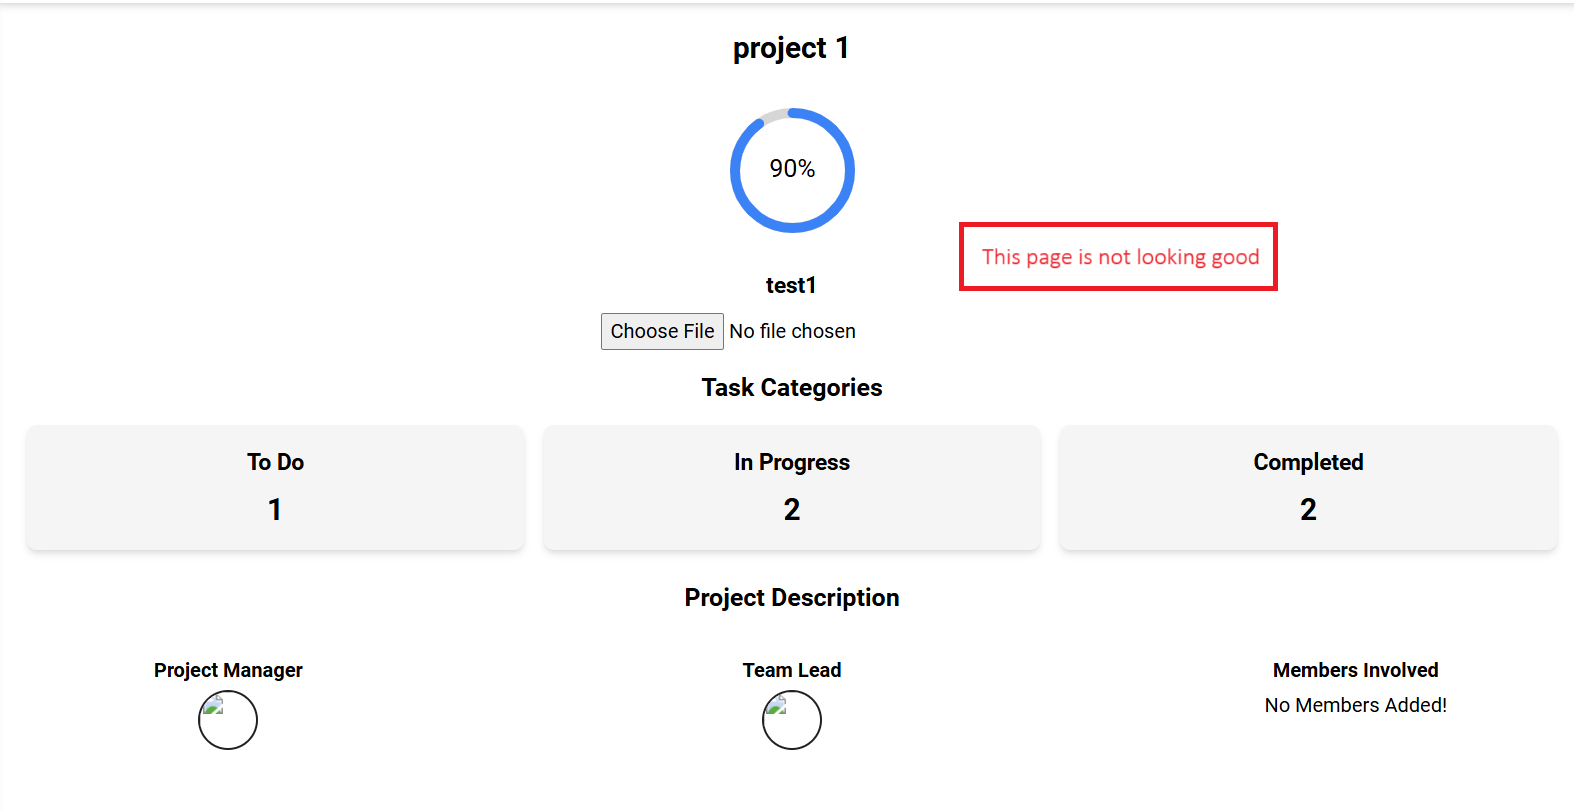 project 1
90%
This page is not looking good
test1
Choose File No file chosen
Task Categories
To Do
1
In Progress
2
Completed
2
Project Description
Project Manager
Team Lead
Members Involved
No Members Added!